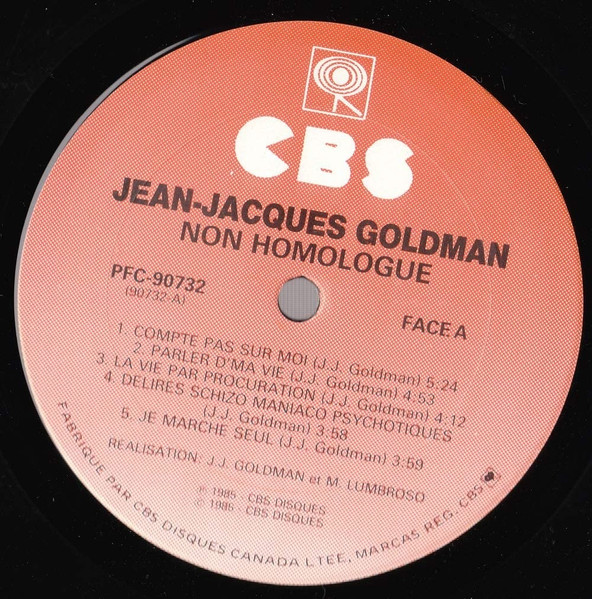 CBS
JEAN-JACQUES GOLDMAN
NON HOMOLOGUE
PFC-90732
(90732-A)
FACE A
1. COMPTE PAS SUR MOI (J.J. Goldman) 5:24
2. PARLER D'MA VIE (J.J. Goldman) 4:53
3. LA VIE PAR PROCURATION (J.J. Goldman) 4:12
4. DELIRES SCHIZO MANIACO PSYCHOTIQUES
(J.J. Goldman) 3:58
5. JE MARCHE SEUL (J.J. Goldman) 3:59
REALISATION: J.J. GOLDMAN et M. LUMBROSO
℗ 1985 - CBS DISQUES
© 1985 - CBS DISQUES
FABRIQUE PAR CBS DISQUES CANADA LTEE, MARCAS REG. CBS